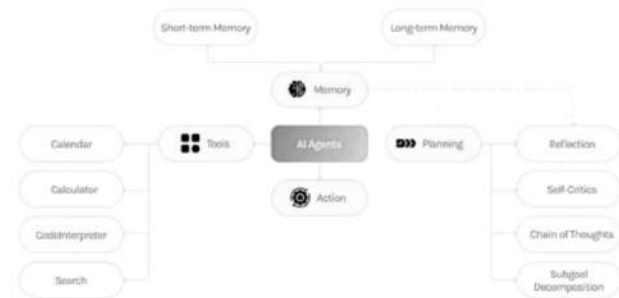 Short-term Memory
Long-term Memory
Memory
Calendar
Tools
AI Agents
Planning
Reflection
Calculator
Action
Self-Critics
CodeInterpreter
Chain of Thoughts
Search
Subgoal
Decomposition